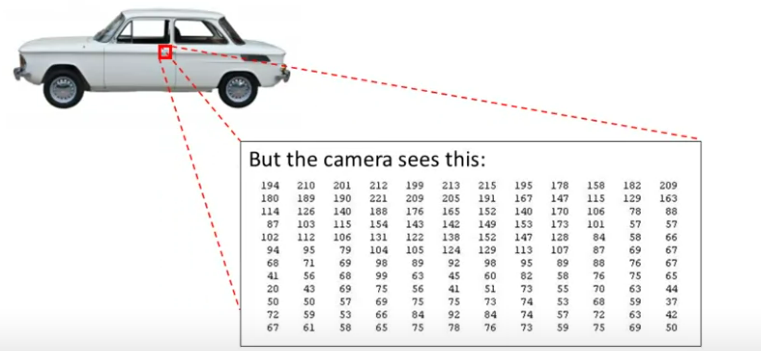 But the camera sees this:
194 210 201 212 199 213 215 195 178 158 182 209
180 189 190 221 209 205 191 167 147 115 129 163
114 126 140 188 176 165 152 140 170 106 78 88
87 103 115 154 143 142 149 153 173 101 57 57
102 112 106 131 122 138 152 147 128 84 58 66
94 95 79 104 105 124 129 113 107 87 69 67
68 71 69 98 89 92 98 95 89 88 76 67
41 56 68 99 63 45 60 82 58 76 75 65
20 43 69 75 56 41 51 73 55 70 63 44
50 50 57 69 75 75 73 74 53 68 59 37
72 59 53 66 84 92 84 74 57 72 63 42
67 61 58 65 75 78 76 73 59 75 69 50